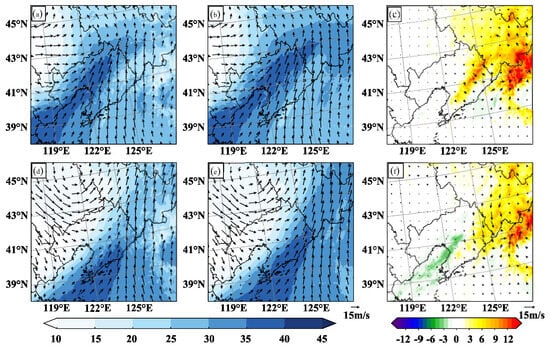 (a) (b) (c)
45°N 45°N 45°N
43°N 43°N 43°N
41°N 41°N 41°N
39°N 39°N 39°N
119°E 122°E 125°E 119°E 122°E 125°E 119°E 122°E 125°E
(d) (e) (f)
45°N 45°N 45°N
43°N 43°N 43°N
41°N 41°N 41°N
39°N 39°N 39°N
119°E 122°E 125°E 119°E 122°E 125°E 119°E 122°E 125°E
15m/s 15m/s
10 15 20 25 30 35 40 45 -12 -9 -6 -3 0 3 6 9 12